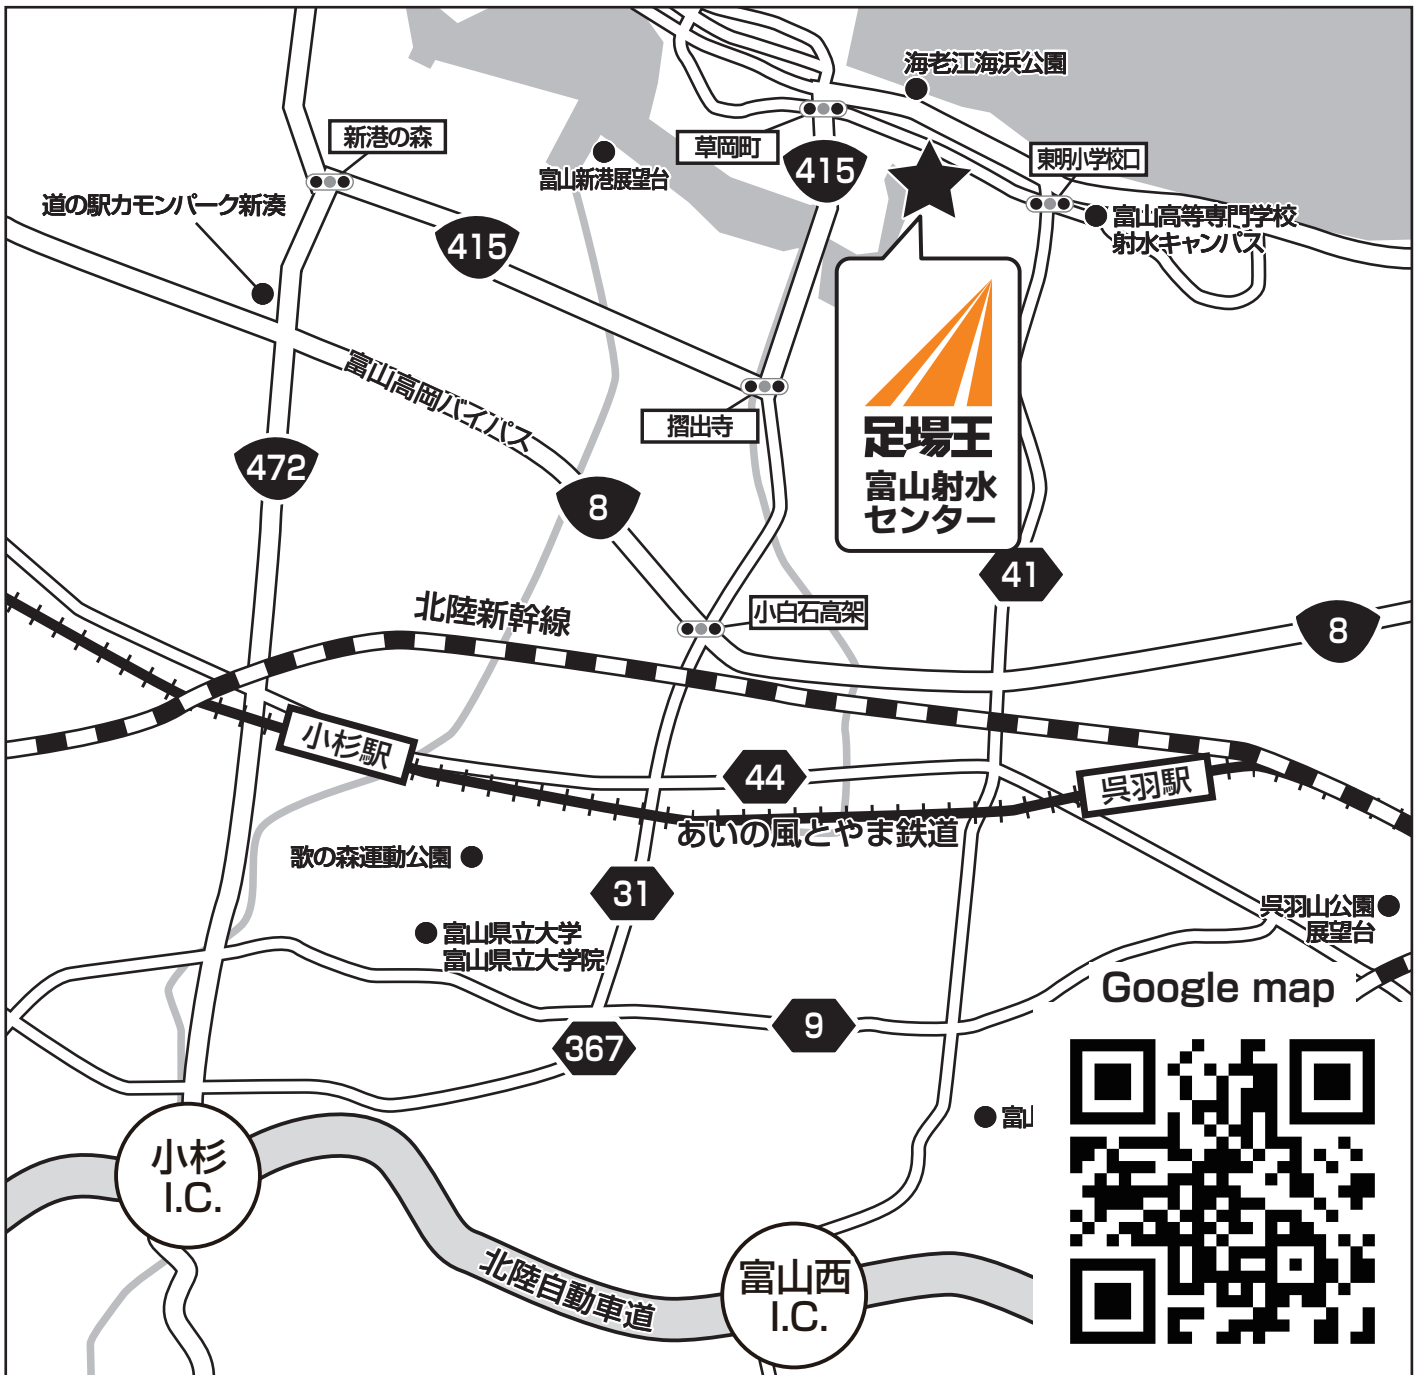 海老江海浜公園
新港の森
草岡町
東明小学校口
富山新港展望台
415
道の駅カモンパーク新湊
富山高等専門学校
射水キャンパス
415
富山高岡バイパス
摺出寺
足場王
富山射水
センター
472
8
41
北陸新幹線
小白石高架
8
小杉駅
44
呉羽駅
あいの風とやま鉄道
歌の森運動公園
31
呉羽山公園
展望台
富山県立大学
富山県立大学院
Google map
9
367
富山
小杉
I.C.
北陸自動車道
富山西
I.C.